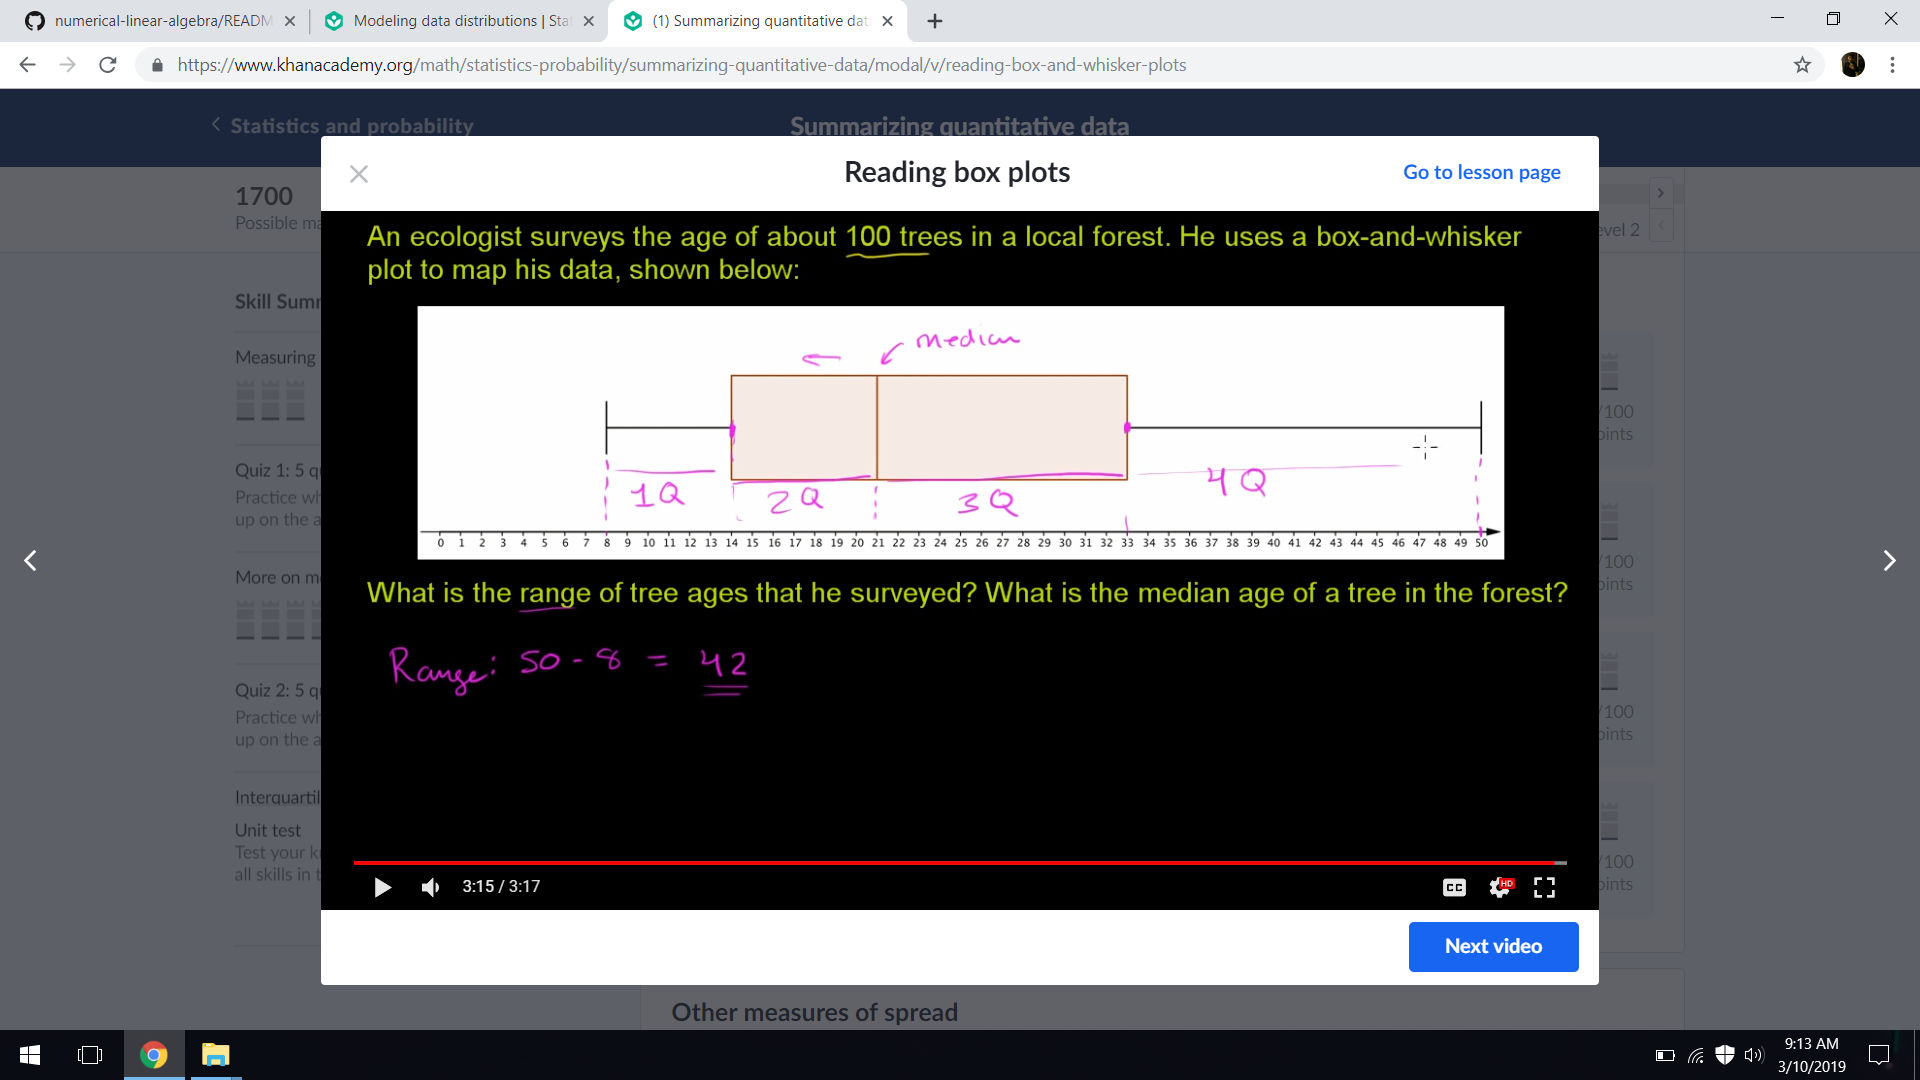 numerical-linear-algebra/READM
Modeling data distributions | Sta
(1) Summarizing quantitative dat
https://www.khanacademy.org/math/statistics-probability/summarizing-quantitative-data/modal/v/reading-box-and-whisker-plots
Statistics and probability
Summarizing quantitative data
Reading box plots
Go to lesson page
1700
Possible ma
evel 2
An ecologist surveys the age of about 100 trees in a local forest. He uses a box-and-whisker
plot to map his data, shown below:
Skill Summ
Measuring
median
1Q 2Q 3Q 4Q
0 1 2 3 4 5 6 7 8 9 10 11 12 13 14 15 16 17 18 19 20 21 22 23 24 25 26 27 28 29 30 31 32 33 34 35 36 37 38 39 40 41 42 43 44 45 46 47 48 49 50
/100
oints
Quiz 1: 5 qu
Practice wh
up on the a
More on m
/100
oints
What is the range of tree ages that he surveyed? What is the median age of a tree in the forest?
Range: 50 - 8 = 42
Quiz 2: 5 qu
Practice wh
up on the a
/100
oints
Interquartil
Unit test
Test your k
all skills in t
/100
oints
3:15 / 3:17
CC
HD
Next video
Other measures of spread
9:13 AM
3/10/2019